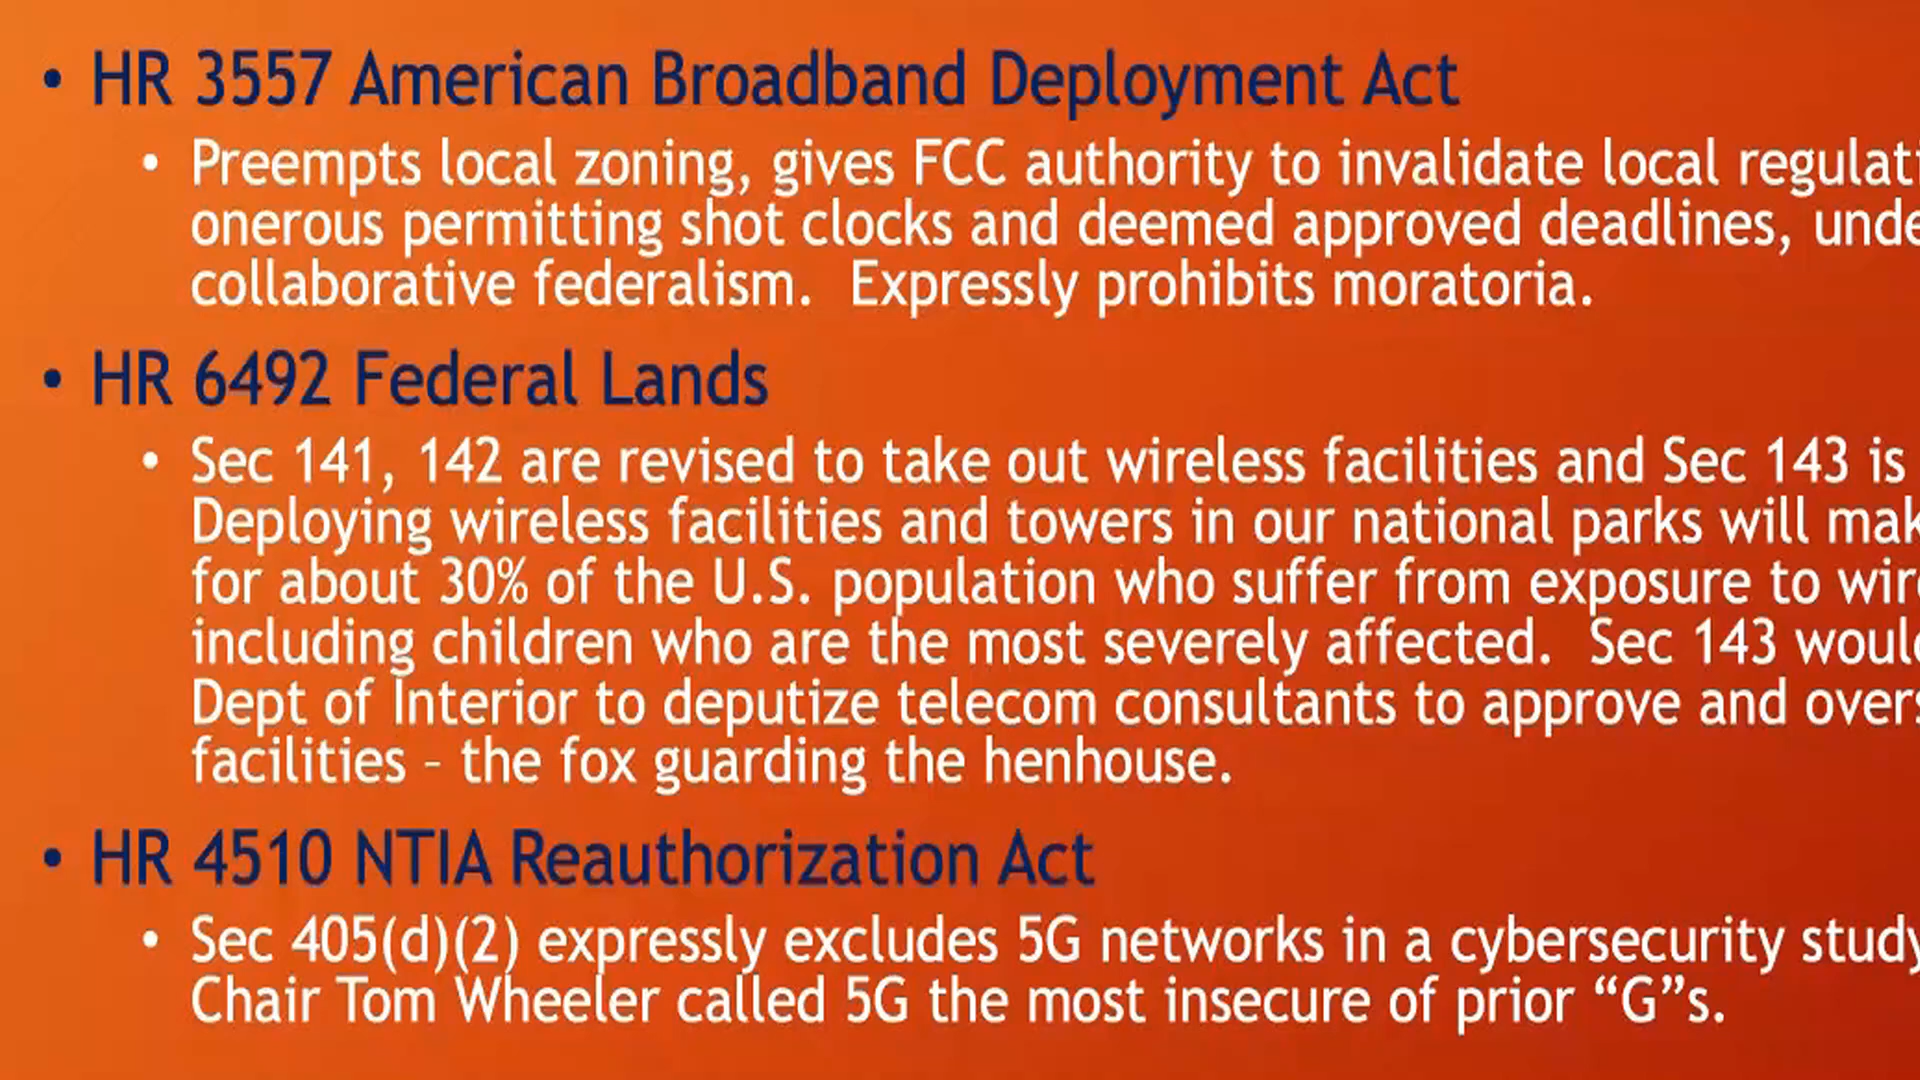 • HR 3557 American Broadband Deployment Act
• Preempts local zoning, gives FCC authority to invalidate local
onerous permitting shot clocks and deemed approved deadlines,
collaborative federalism. Expressly prohibits moratoria.
• HR 6492 Federal Lands
• Sec 141, 142 are revised to take out wireless facilities and Sec 143 is
Deploying wireless facilities and towers in our national parks will
for about 30% of the U.S. population who suffer from exposure to
including children who are the most severely affected. Sec 143
Dept of Interior to deputize telecom consultants to approve and
facilities – the fox guarding the henhouse.
• HR 4510 NTIA Reauthorization Act
• Sec 405(d)(2) expressly excludes 5G networks in a cybersecurity study
Chair Tom Wheeler called 5G the most insecure of prior “G”s.